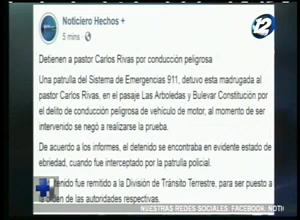 Noticiero Hechos +
5 mins
12
Detienen a pastor Carlos Rivas por conducción peligrosa
Una patrulla del Sistema de Emergencias 911, detuvo esta madrugada al
pastor Carlos Rivas, en el pasaje Las Arboledas y Bulevar Constitución por
el delito de conducción peligrosa de vehículo de motor, al momento de ser
intervenido se negó a realizarse la prueba.
De acuerdo a los informes, el detenido se encontraba en evidente estado de
ebriedad, cuando fue interceptado por la patrulla policial.
fue remitido a la División de Tránsito Terrestre, para ser puesto a
orden de las autoridades respectivas.
NUESTRAS REDES SOCIALES: FACEBOOK: NOTI